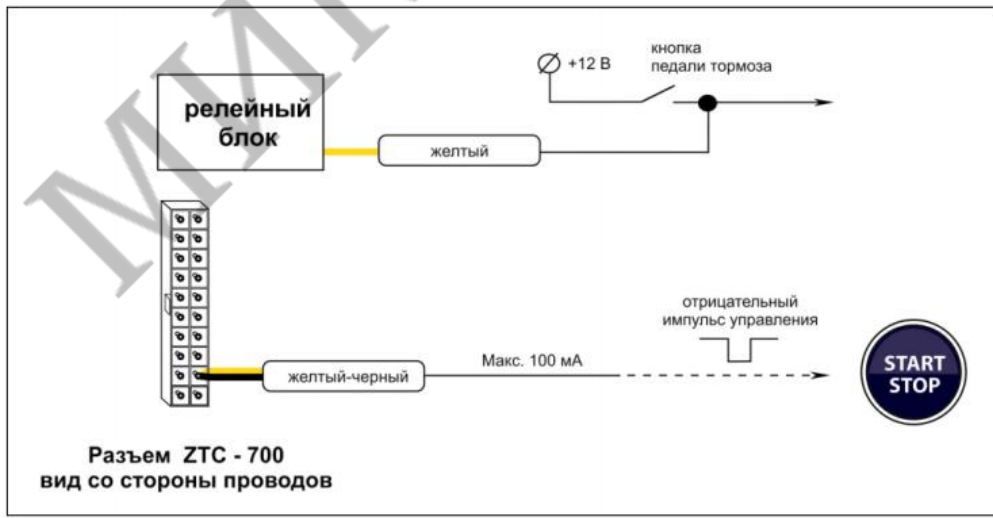 кнопка
педали тормоза
+12 В
релейный
блок
желтый
отрицательный
импульс управления
Макс. 100 мА
желтый-черный
START
STOP
Разъем ZTC - 700
вид со стороны проводов
МИ